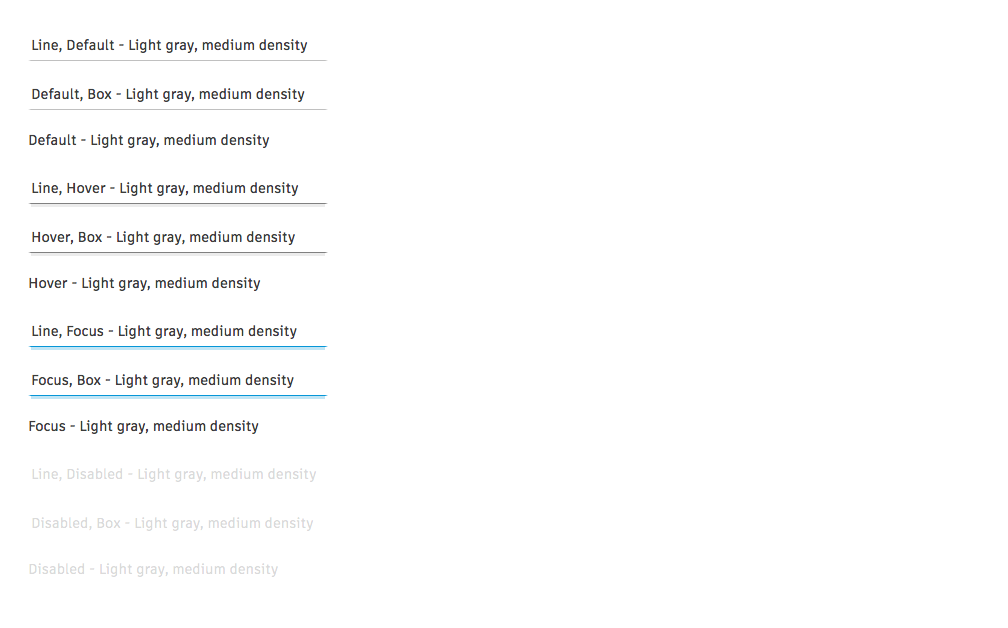 Line, Default - Light gray, medium density
Default, Box - Light gray, medium density
Default - Light gray, medium density
Line, Hover - Light gray, medium density
Hover, Box - Light gray, medium density
Hover - Light gray, medium density
Line, Focus - Light gray, medium density
Focus, Box - Light gray, medium density
Focus - Light gray, medium density
Line, Disabled - Light gray, medium density
Disabled, Box - Light gray, medium density
Disabled - Light gray, medium density